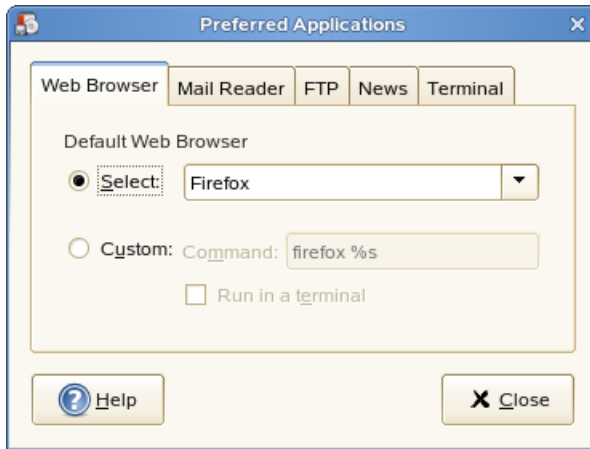 Preferred Applications
Web Browser Mail Reader FTP News Terminal
Default Web Browser
Select: Firefox
Custom: Command: firefox %s
Run in a terminal
Help Close